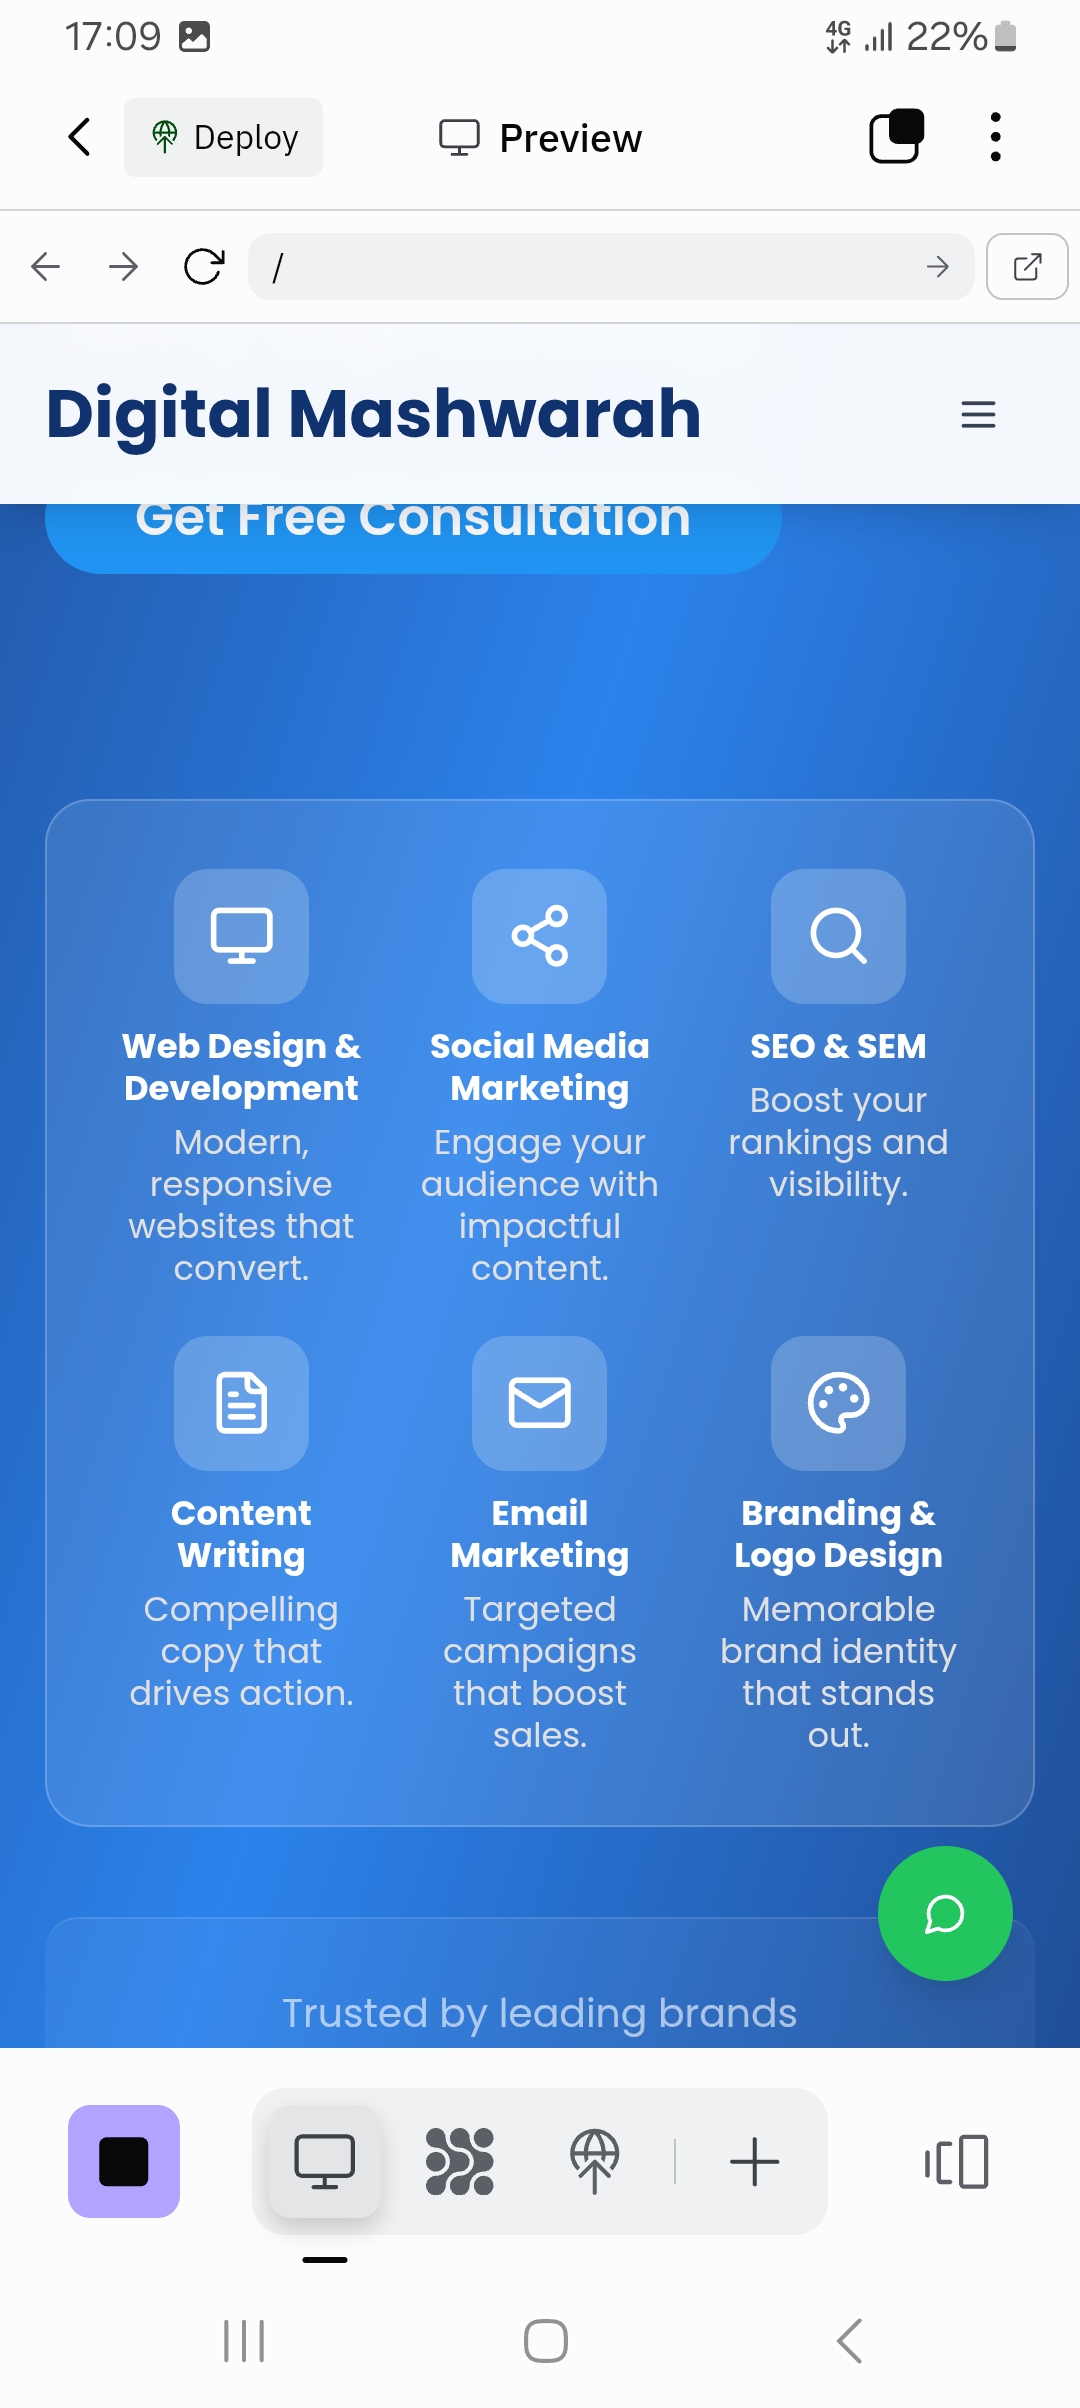 17:09
4G
22%
Deploy
Preview
/
Digital Mashwarah
Get Free Consultation
Web Design &
Development
Modern,
responsive
websites that
convert.
Social Media
Marketing
Engage your
audience with
impactful
content.
SEO & SEM
Boost your
rankings and
visibility.
Content
Writing
Compelling
copy that
drives action.
Email
Marketing
Targeted
campaigns
that boost
sales.
Branding &
Logo Design
Memorable
brand identity
that stands
out.
Trusted by leading brands